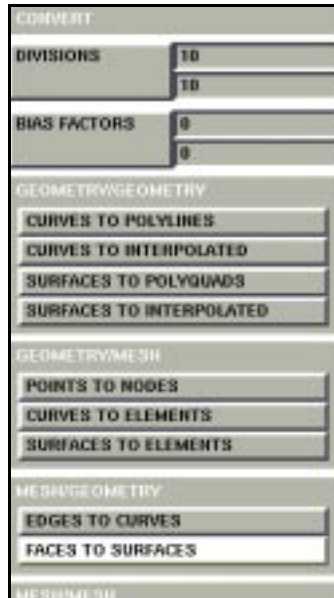 CONVERT
DIVISIONS 10
10
BIAS FACTORS 0
0
GEOMETRY/GEOMETRY
CURVES TO POLYLINES
CURVES TO INTERPOLATED
SURFACES TO POLYQUADS
SURFACES TO INTERPOLATED
GEOMETRY/MESH
POINTS TO NODES
CURVES TO ELEMENTS
SURFACES TO ELEMENTS
MESH/GEOMETRY
EDGES TO CURVES
FACES TO SURFACES
MESH/MESH